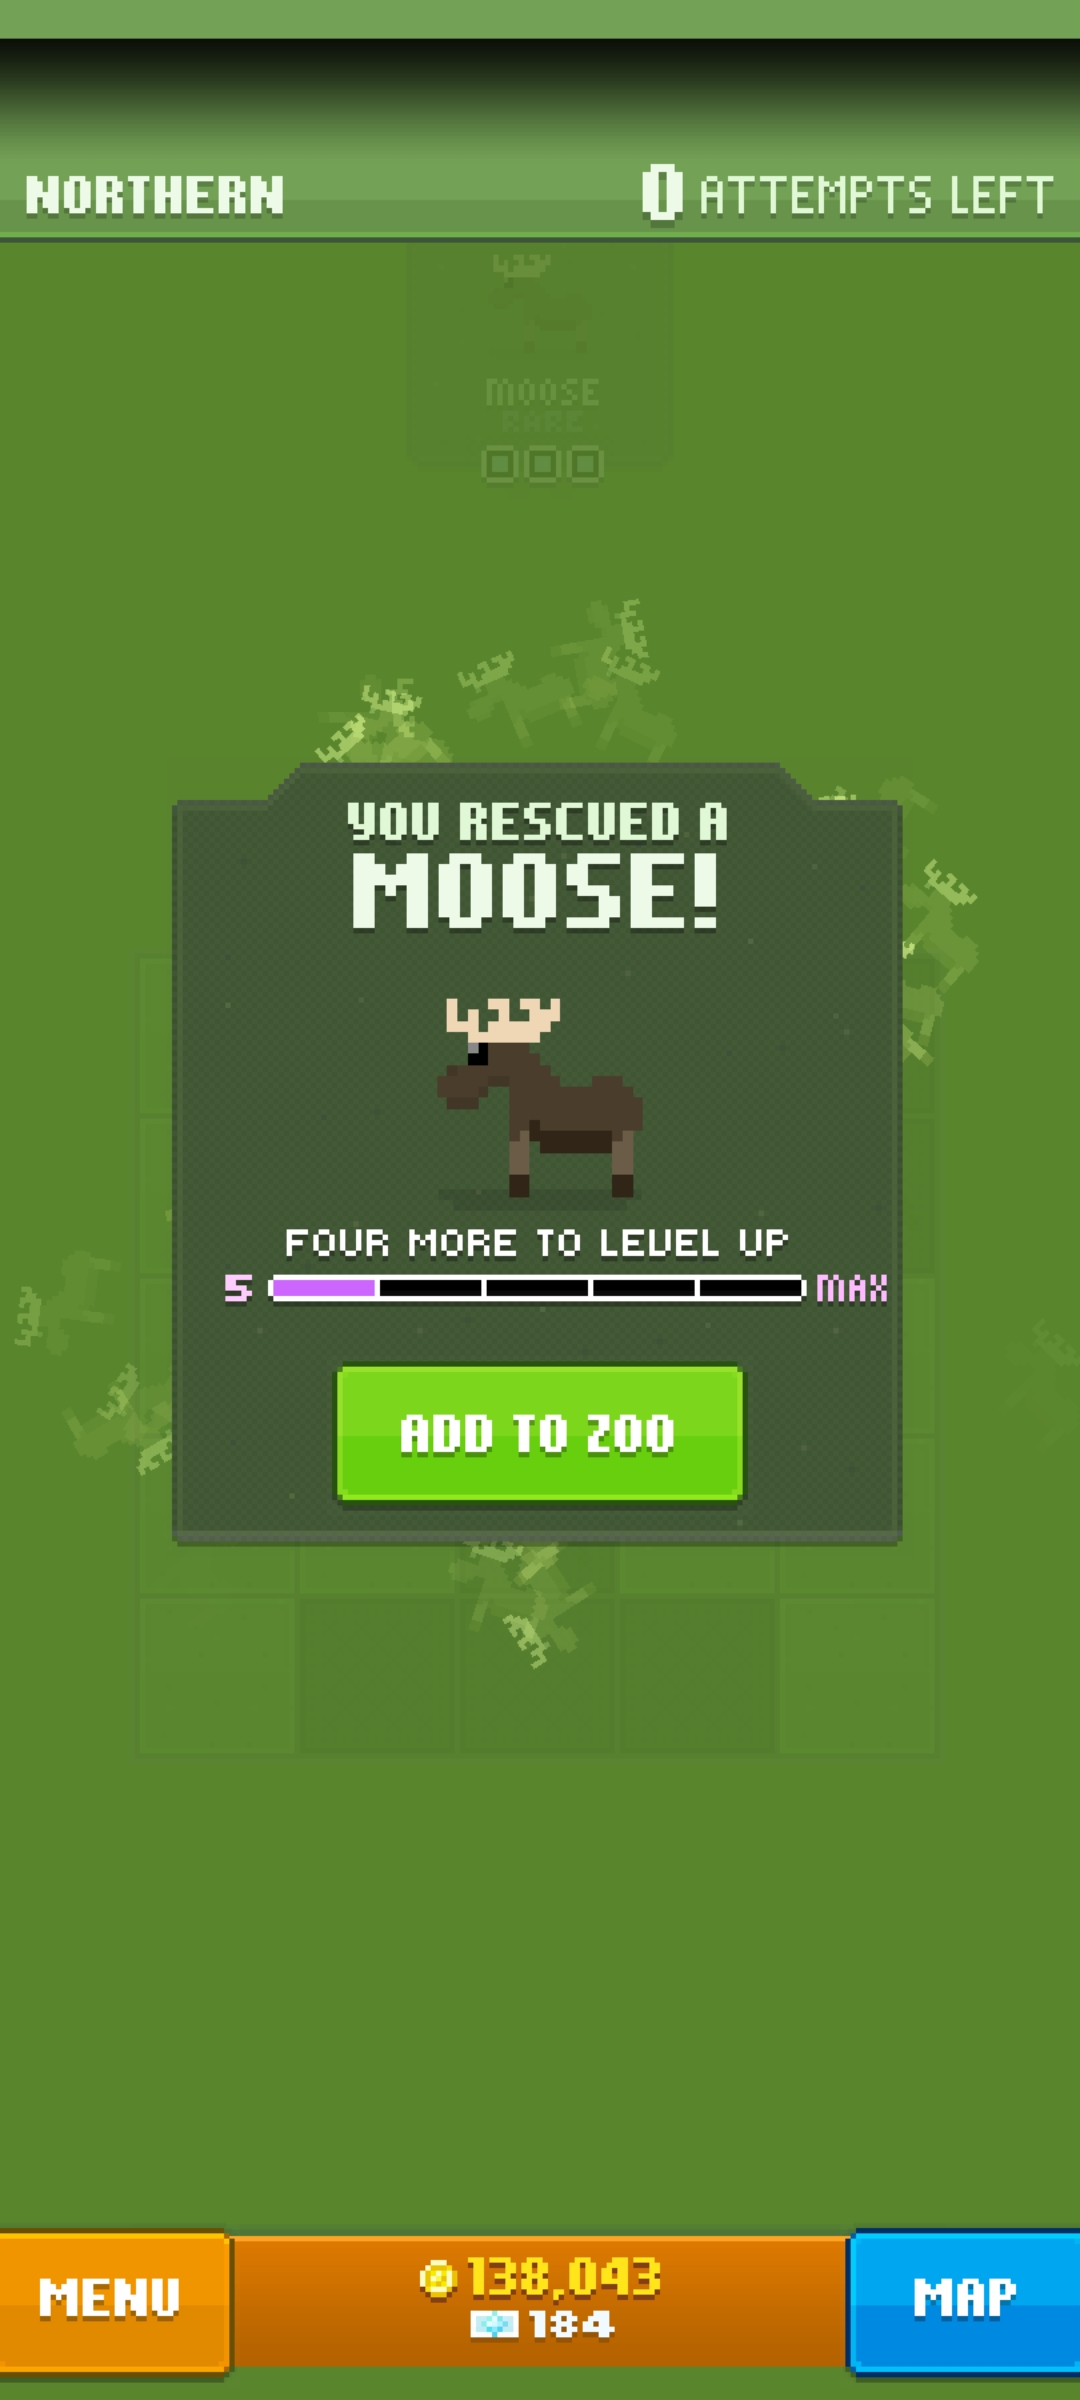 NORTHERN
0 ATTEMPTS LEFT
MOOSE
RARE
YOU RESCUED A
MOOSE!
FOUR MORE TO LEVEL UP
5 MAX
ADD TO ZOO
MENU
138,043
184
MAP